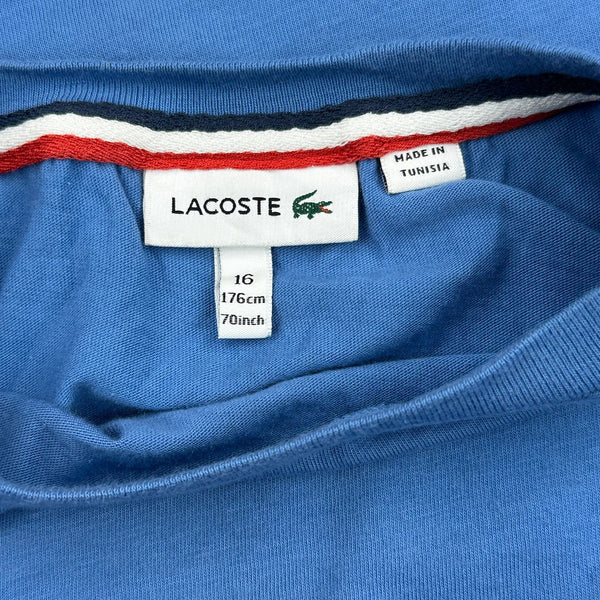 LACOSTE
MADE IN
TUNISIA
16
176cm
70inch